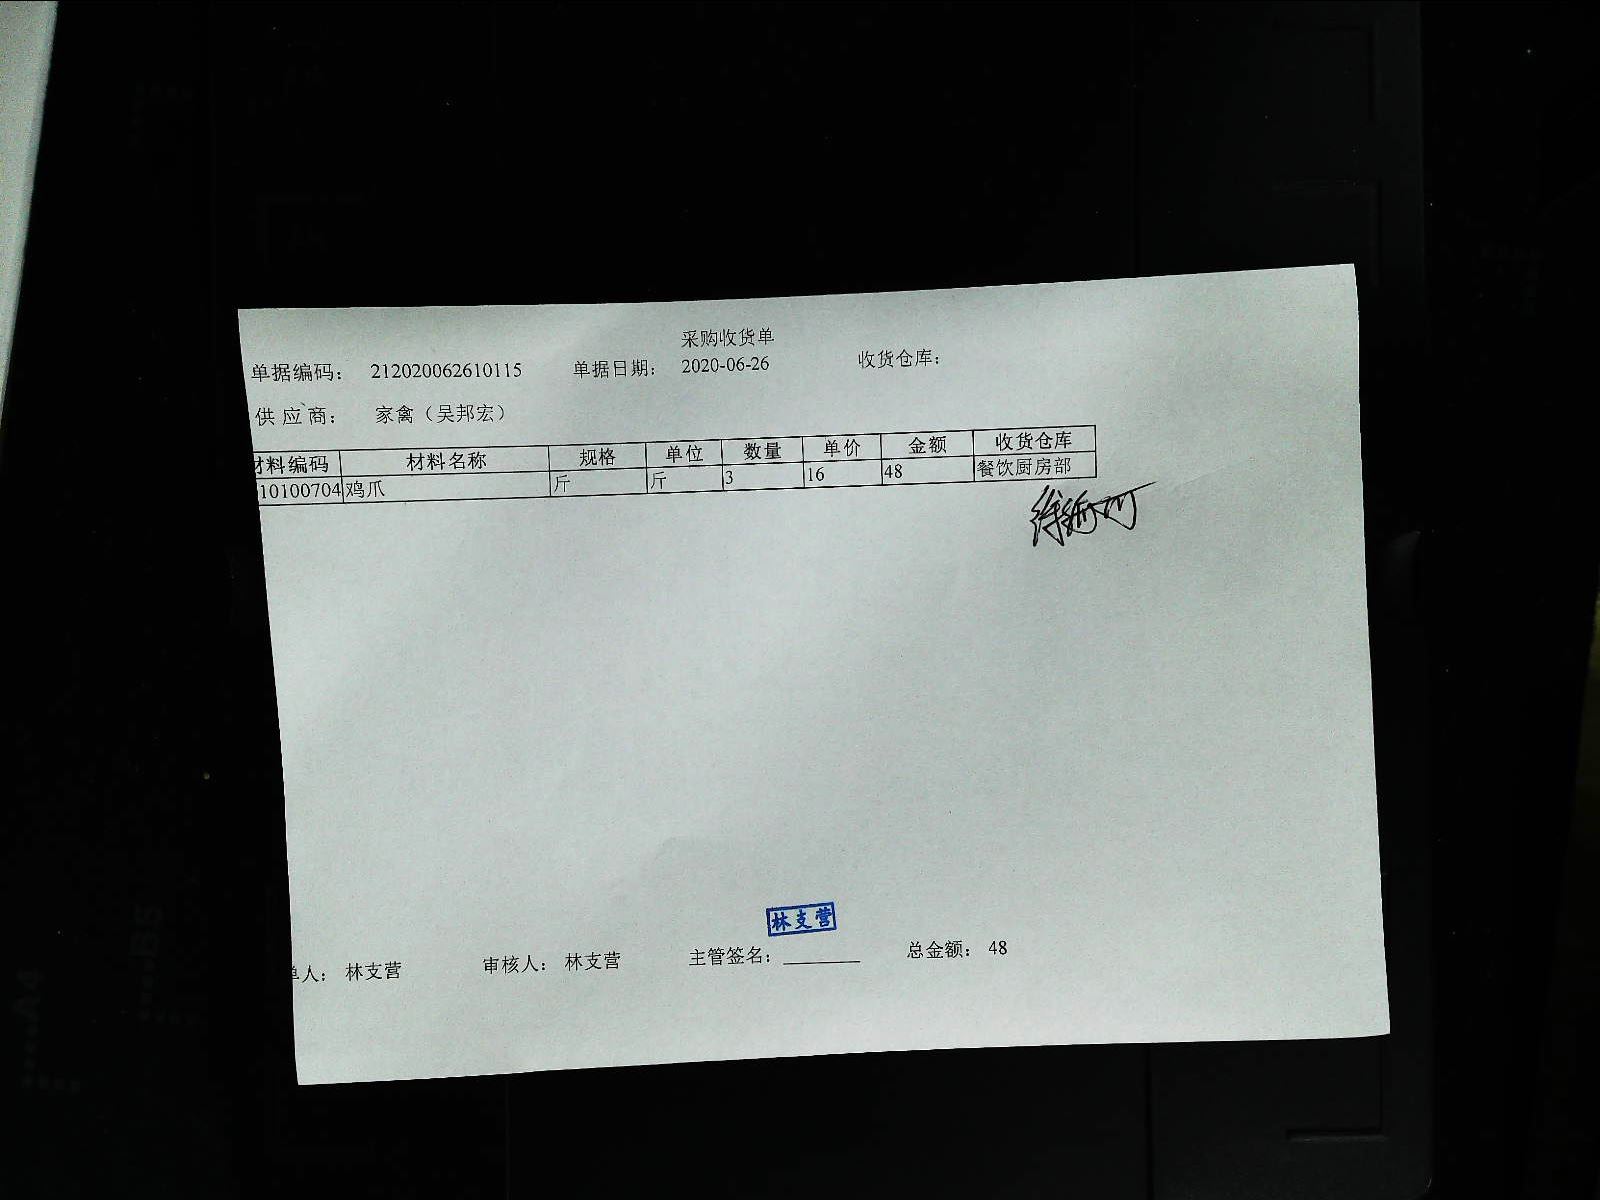 采购收货单
单据编码： 212020062610115 单据日期： 2020-06-26 收货仓库：
供 应 商： 家禽（吴邦宏）
材料编码 材料名称 规格 单位 数量 单价 金额 收货仓库
10100704 鸡爪 斤 斤 3 16 48 餐饮厨房部
林支营
单人： 林支营 审核人： 林支营 主管签名： 总金额： 48